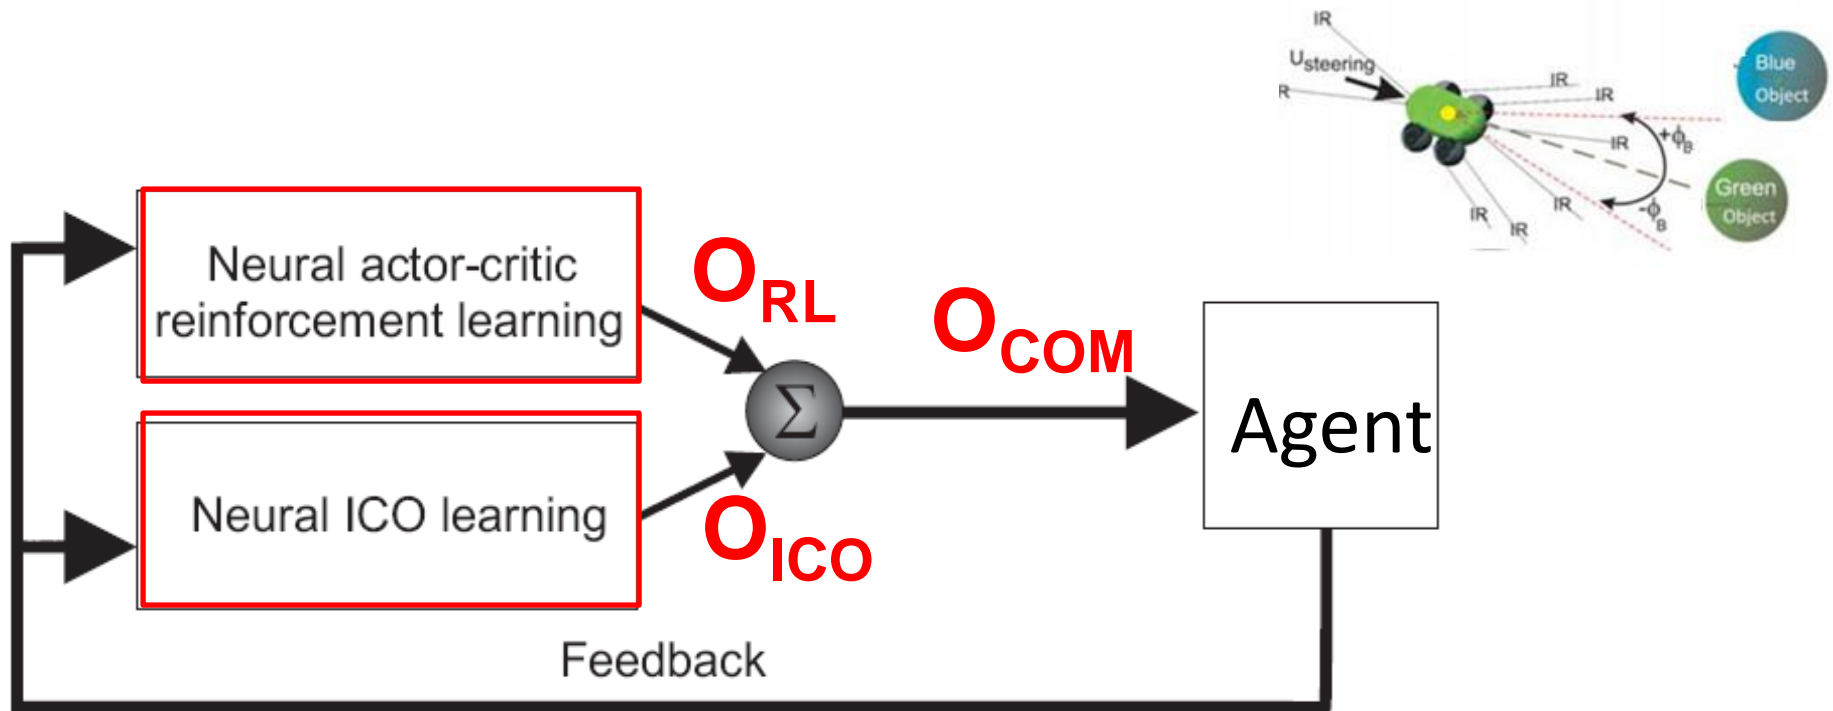 IR
Usteering
IR
IR
IR
R
IR
IR
IR
IR
+ϕB
-ϕB
Blue
Object
Green
Object
Neural actor-critic
reinforcement learning
ORL
OCOM
Σ
Agent
Neural ICO learning
OICO
Feedback